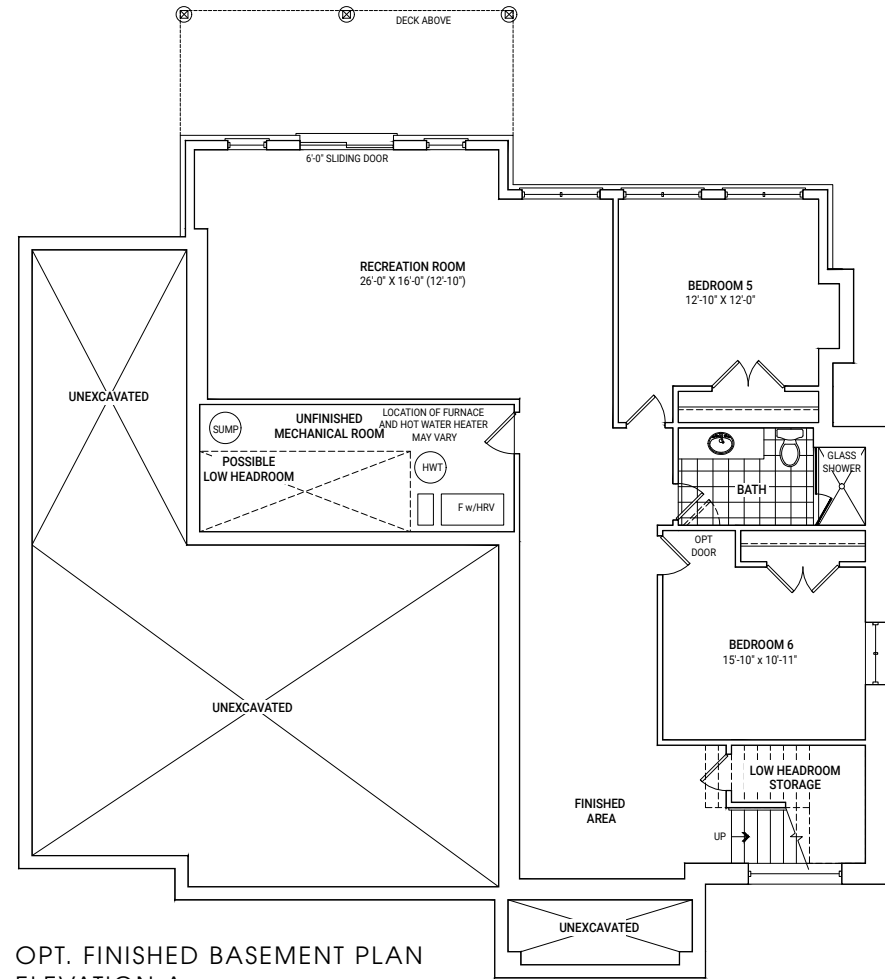 DECK ABOVE
6'-0" SLIDING DOOR
RECREATION ROOM
26'-0" X 16'-0" (12'-10")
BEDROOM 5
12'-10" X 12'-0"
UNEXCAVATED
SUMP
UNFINISHED
MECHANICAL ROOM
LOCATION OF FURNACE
AND HOT WATER HEATER
MAY VARY
POSSIBLE
LOW HEADROOM
HWT
F w/HRV
GLASS
SHOWER
BATH
OPT
DOOR
BEDROOM 6
15'-10" x 10'-11"
UNEXCAVATED
LOW HEADROOM
STORAGE
FINISHED
AREA
UP
UNEXCAVATED
OPT. FINISHED BASEMENT PLAN
ELEVATION A